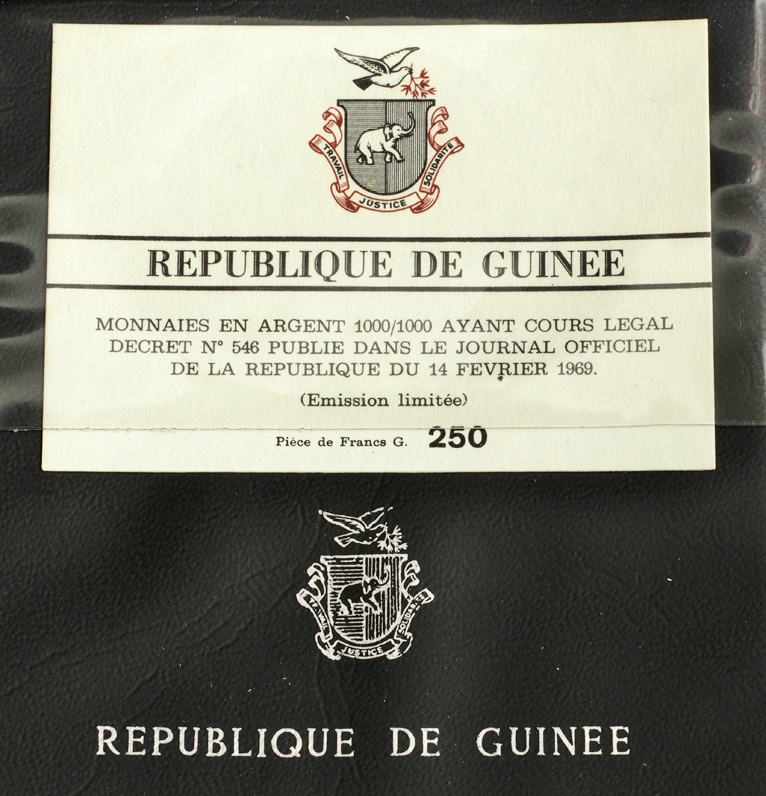 TRAVAIL
JUSTICE
SOLIDARITE
REPUBLIQUE DE GUINEE
MONNAIES EN ARGENT 1000/1000 AYANT COURS LEGAL
DECRET N° 546 PUBLIE DANS LE JOURNAL OFFICIEL
DE LA REPUBLIQUE DU 14 FEVRIER 1969.
(Emission limitée)
Pièce de Francs G. 250
TRAVAIL
JUSTICE
SOLIDARITE
REPUBLIQUE DE GUINEE